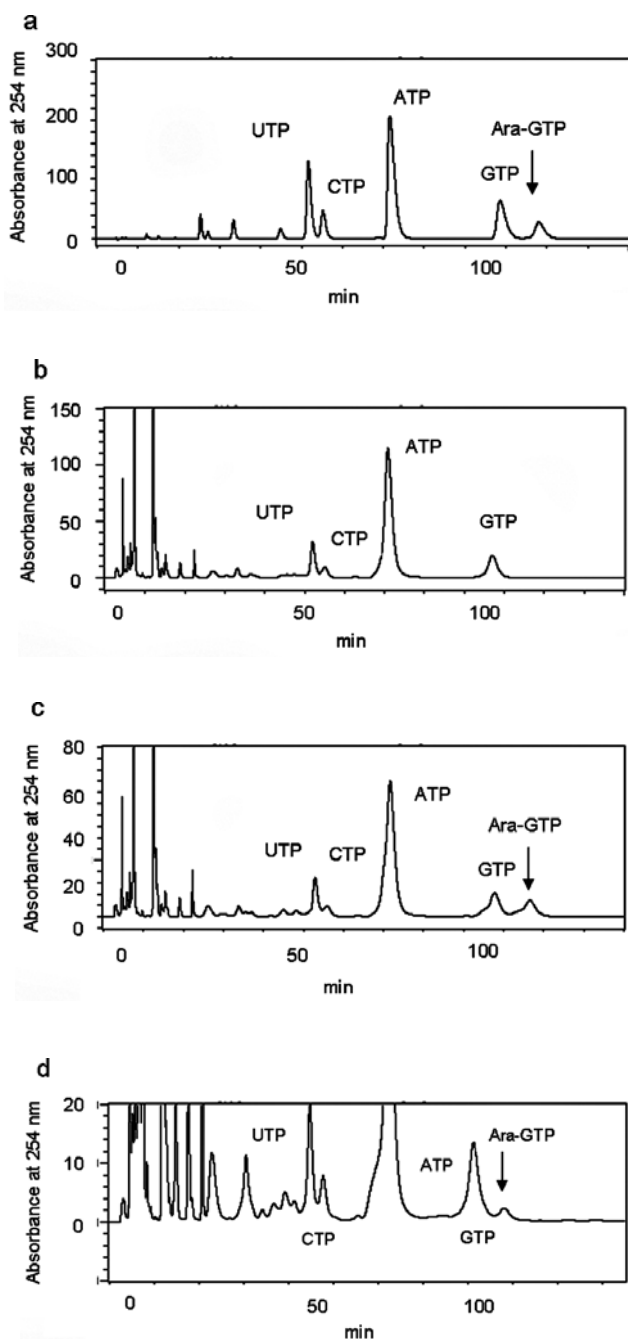 a
Absorbance at 254 nm
300
200
100
0
UTP
CTP
ATP
GTP
Ara-GTP
0 50 100
min
b
Absorbance at 254 nm
150
100
50
0
UTP
CTP
ATP
GTP
0 50 100
min
c
Absorbance at 254 nm
80
60
40
20
0
UTP
CTP
ATP
GTP
Ara-GTP
0 50 100
min
d
Absorbance at 254 nm
20
10
0
UTP
CTP
ATP
GTP
Ara-GTP
0 50 100
min